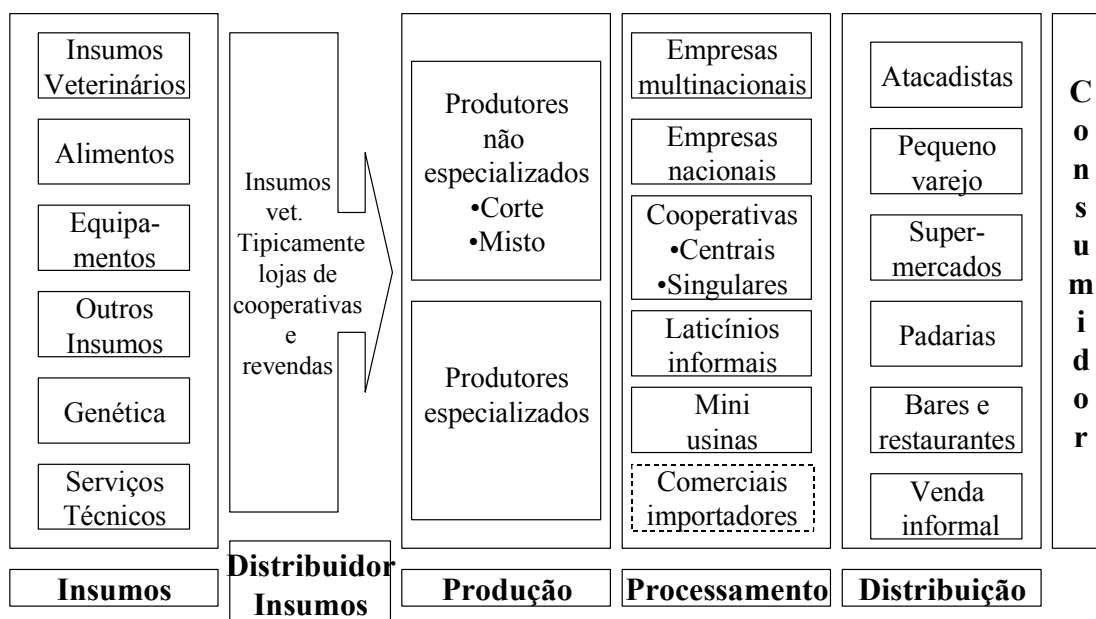 Insumos
Veterinários
Alimentos
Equipa-
mentos
Outros
Insumos
Genética
Serviços
Técnicos
Insumos
Insumos
vet.
Tipicamente
lojas de
cooperativas
e
revendas
Distribuidor
Insumos
Produtores
não
especializados
•Corte
•Misto
Produtores
especializados
Produção
Empresas
multinacionais
Empresas
nacionais
Cooperativas
•Centrais
•Singulares
Laticínios
informais
Mini
usinas
Comerciais
importadores
Processamento
Atacadistas
Pequeno
varejo
Super-
mercados
Padarias
Bares e
restaurantes
Venda
informal
Distribuição
C
o
n
s
u
m
i
d
o
r